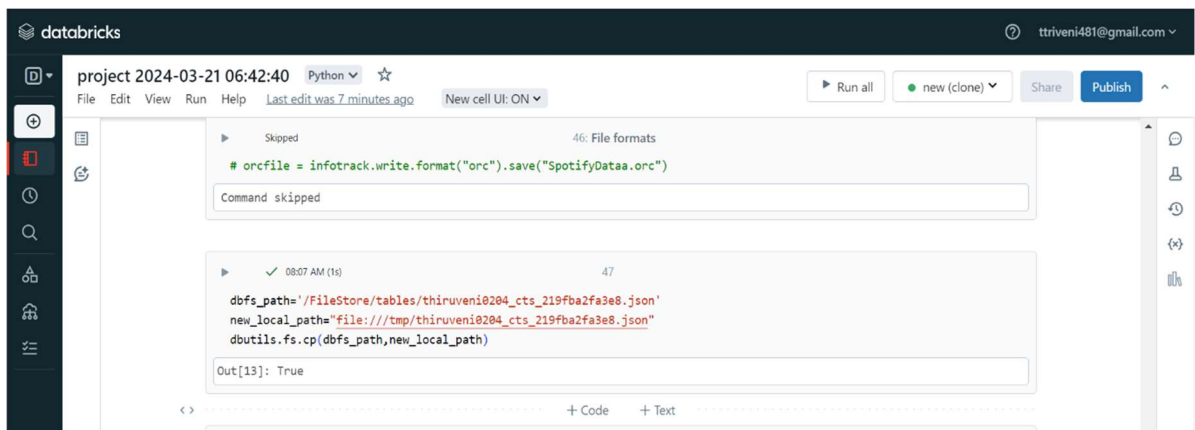 databricks
ttriveni481@gmail.com
D
project 2024-03-21 06:42:40 Python
File Edit View Run Help Last edit was 7 minutes ago New cell UI: ON
Run all
new (clone)
Share
Publish
Skipped
46: File formats
# orcfile = infotrack.write.format("orc").save("SpotifyDataa.orc")
Command skipped
08:07 AM (1s)
47
dbfs_path='/FileStore/tables/thiruveni0204_cts_219fba2fa3e8.json'
new_local_path="file:///tmp/thiruveni0204_cts_219fba2fa3e8.json"
dbutils.fs.cp(dbfs_path,new_local_path)
Out[13]: True
+ Code + Text